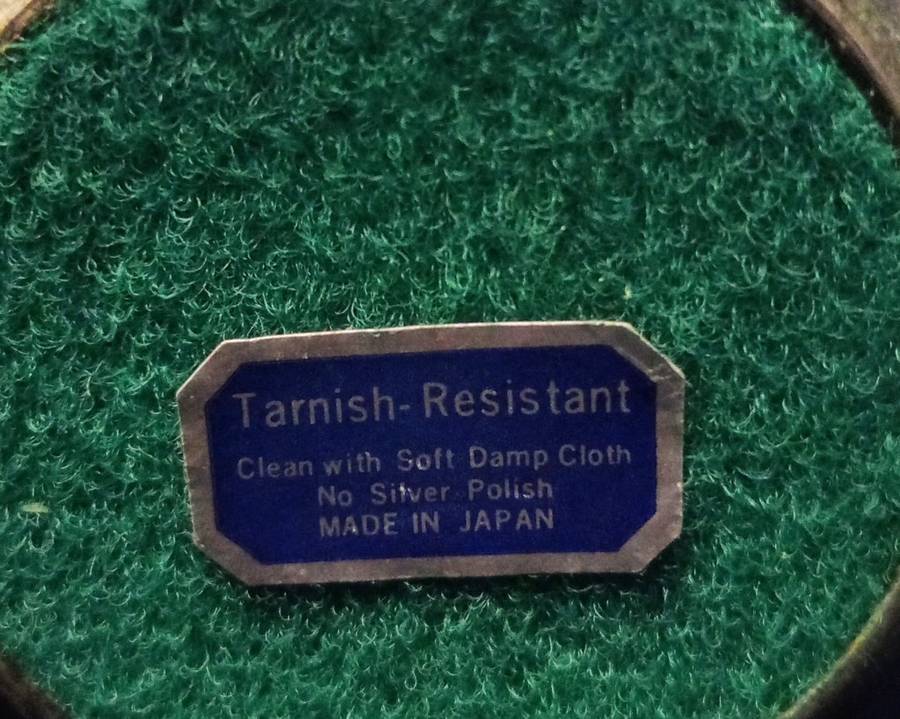 Tarnish-Resistant
Clean with Soft Damp Cloth
No Silver Polish
MADE IN JAPAN